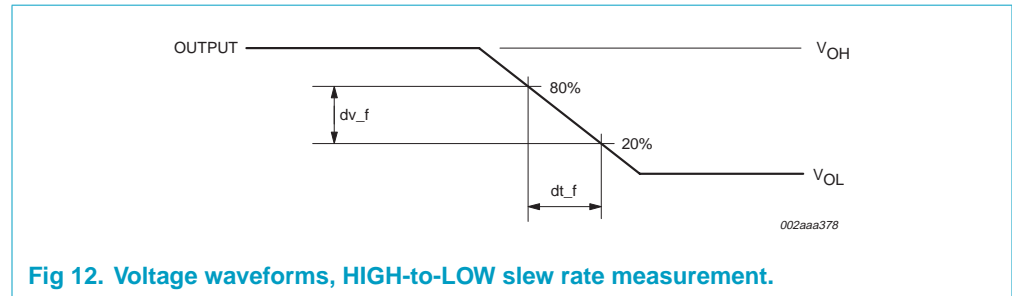 OUTPUT
VOH
80%
dv_f
20%
VOL
dt_f
002aaa378
Fig 12. Voltage waveforms, HIGH-to-LOW slew rate measurement.